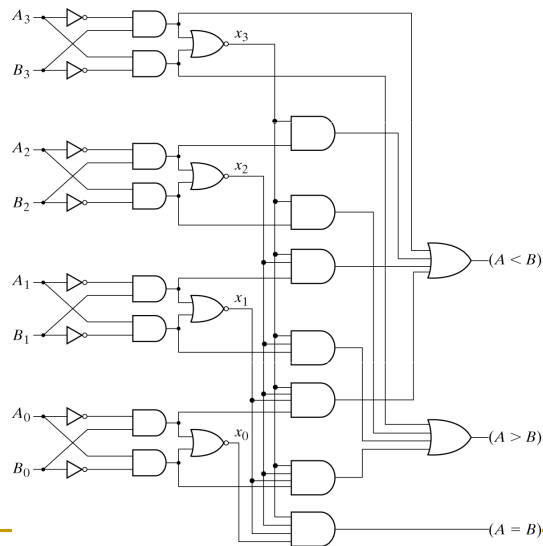 A3
x3
B3
A2
x2
B2
(A < B)
A1
x1
B1
A0
x0
(A > B)
B0
(A = B)